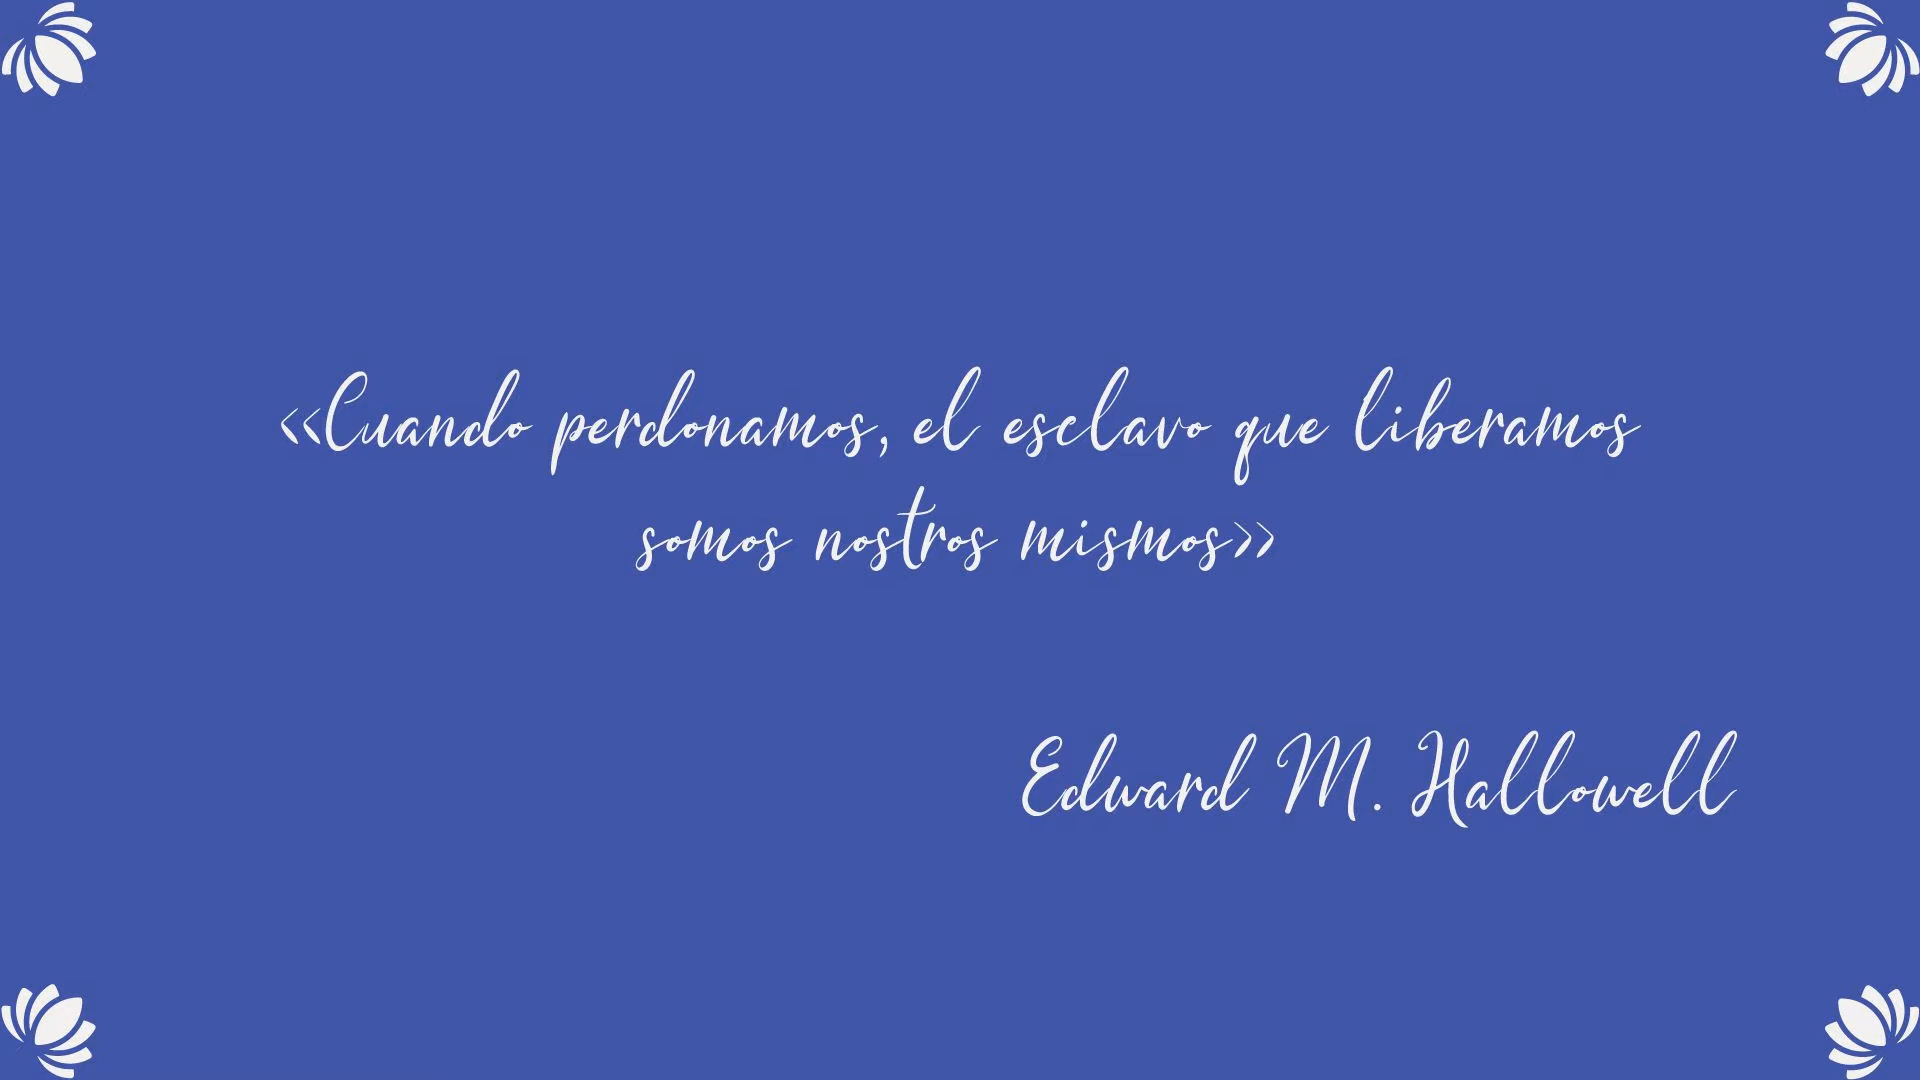 «Cuando perdonamos, el esclavo que liberamos
somos nostros mismos»
Edward M. Hallowell